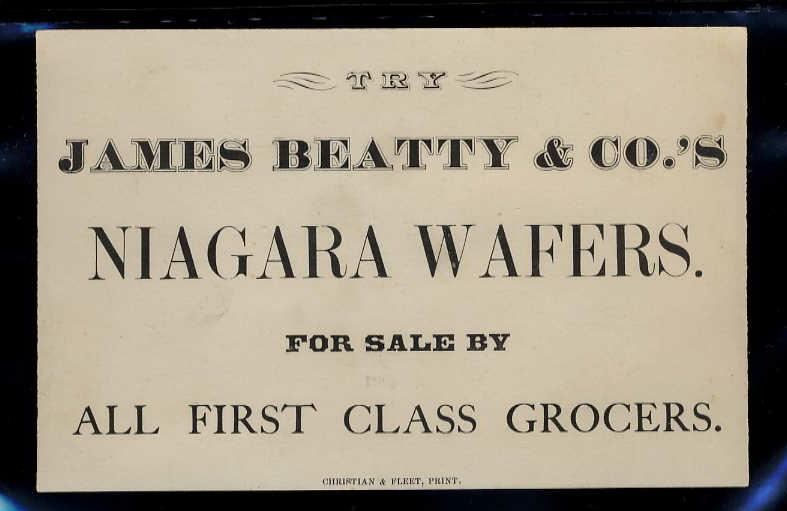 TRY
JAMES BEATTY & CO.'S
NIAGARA WAFERS.
FOR SALE BY
ALL FIRST CLASS GROCERS.
CHRISTIAN & FLEET, PRINT.